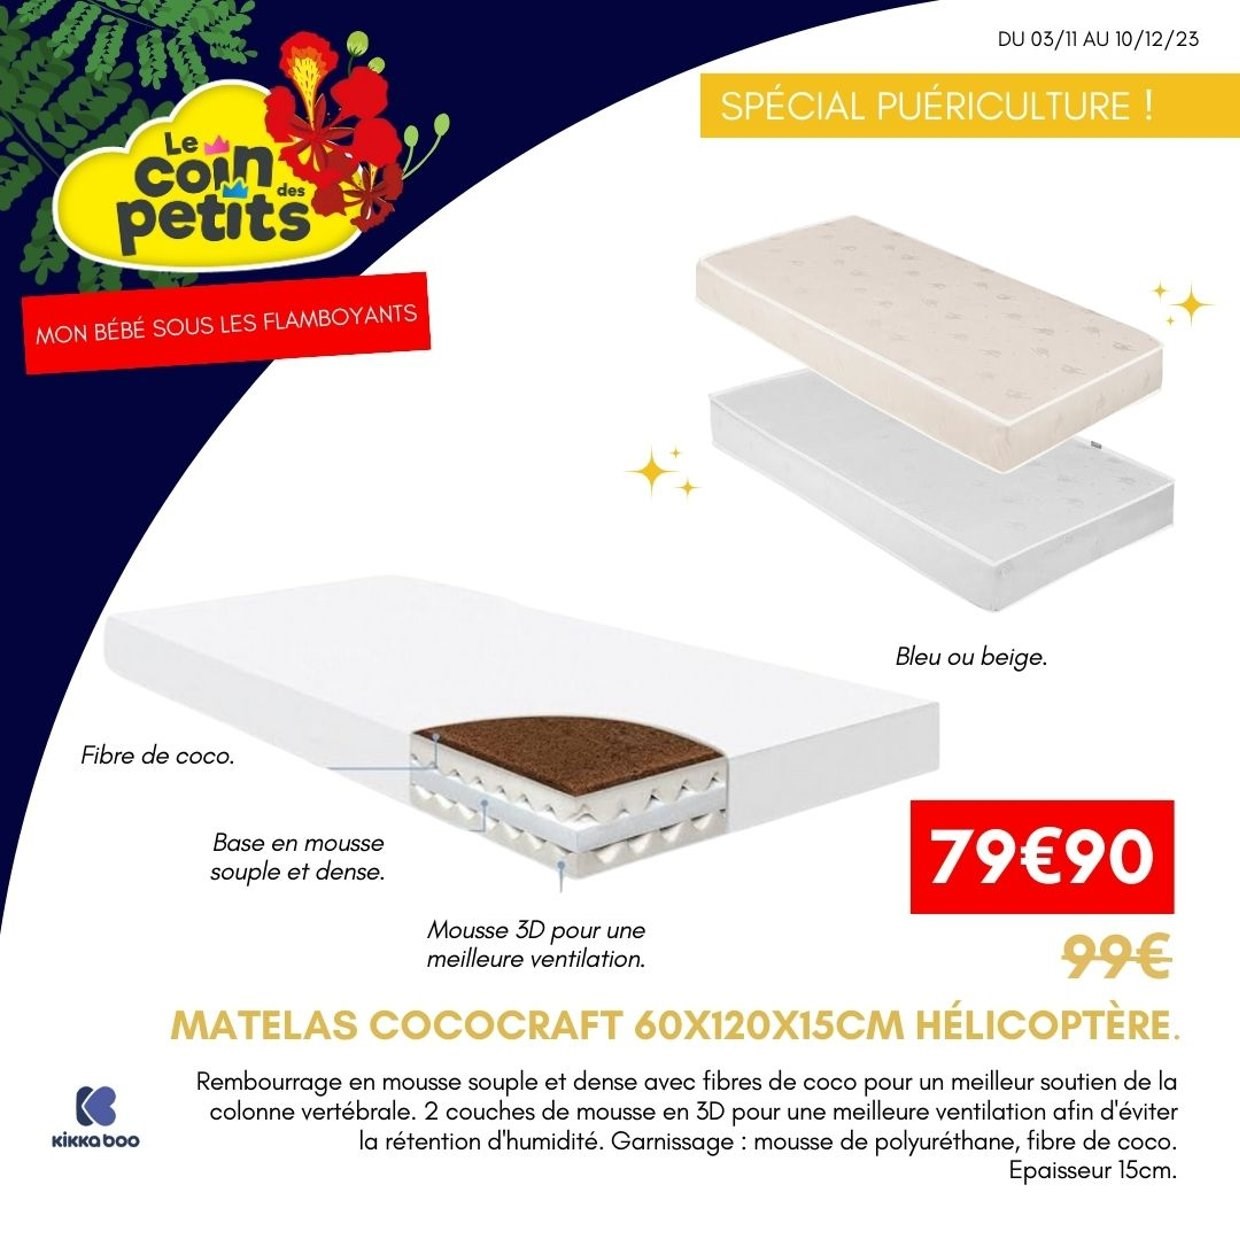 DU 03/11 AU 10/12/23
SPÉCIAL PUÉRICULTURE !
Le
coin
des
petits
MON BÉBÉ SOUS LES FLAMBOYANTS
Bleu ou beige.
Fibre de coco.
Base en mousse
souple et dense.
Mousse 3D pour une
meilleure ventilation.
79€90
99€
MATELAS COCOCRAFT 60X120X15CM HÉLICOPTÈRE.
Rembourrage en mousse souple et dense avec fibres de coco pour un meilleur soutien de la
colonne vertébrale. 2 couches de mousse en 3D pour une meilleure ventilation afin d'éviter
la rétention d'humidité. Garnissage : mousse de polyuréthane, fibre de coco.
Epaisseur 15cm.
kikka boo